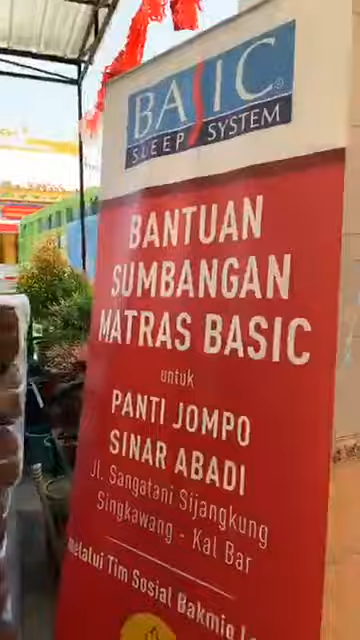 BASIC
SLEEP SYSTEM
BANTUAN
SUMBANGAN
MATRAS BASIC
untuk
PANTI JOMPO
SINAR ABADI
Jl. Sangatani Sijangkung
Singkawang - Kal Bar
melalui Tim Sosial Bakmie